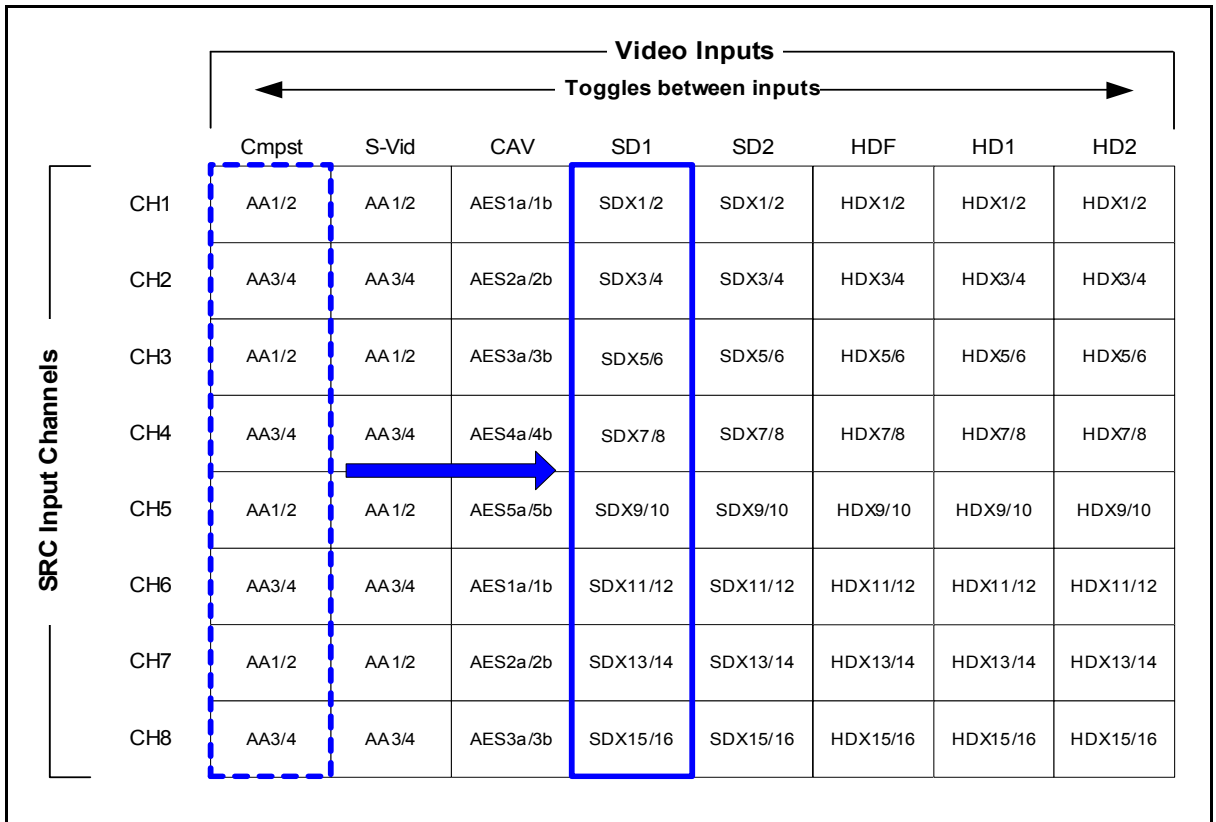 Video Inputs
Toggles between inputs
Cmpst S-Vid CAV SD1 SD2 HDF HD1 HD2
SRC Input Channels
CH1 AA1/2 AA1/2 AES1a/1b SDX1/2 SDX1/2 HDX1/2 HDX1/2 HDX1/2
CH2 AA3/4 AA3/4 AES2a/2b SDX3/4 SDX3/4 HDX3/4 HDX3/4 HDX3/4
CH3 AA1/2 AA1/2 AES3a/3b SDX5/6 SDX5/6 HDX5/6 HDX5/6 HDX5/6
CH4 AA3/4 AA3/4 AES4a/4b SDX7/8 SDX7/8 HDX7/8 HDX7/8 HDX7/8
CH5 AA1/2 AA1/2 AES5a/5b SDX9/10 SDX9/10 HDX9/10 HDX9/10 HDX9/10
CH6 AA3/4 AA3/4 AES1a/1b SDX11/12 SDX11/12 HDX11/12 HDX11/12 HDX11/12
CH7 AA1/2 AA1/2 AES2a/2b SDX13/14 SDX13/14 HDX13/14 HDX13/14 HDX13/14
CH8 AA3/4 AA3/4 AES3a/3b SDX15/16 SDX15/16 HDX15/16 HDX15/16 HDX15/16